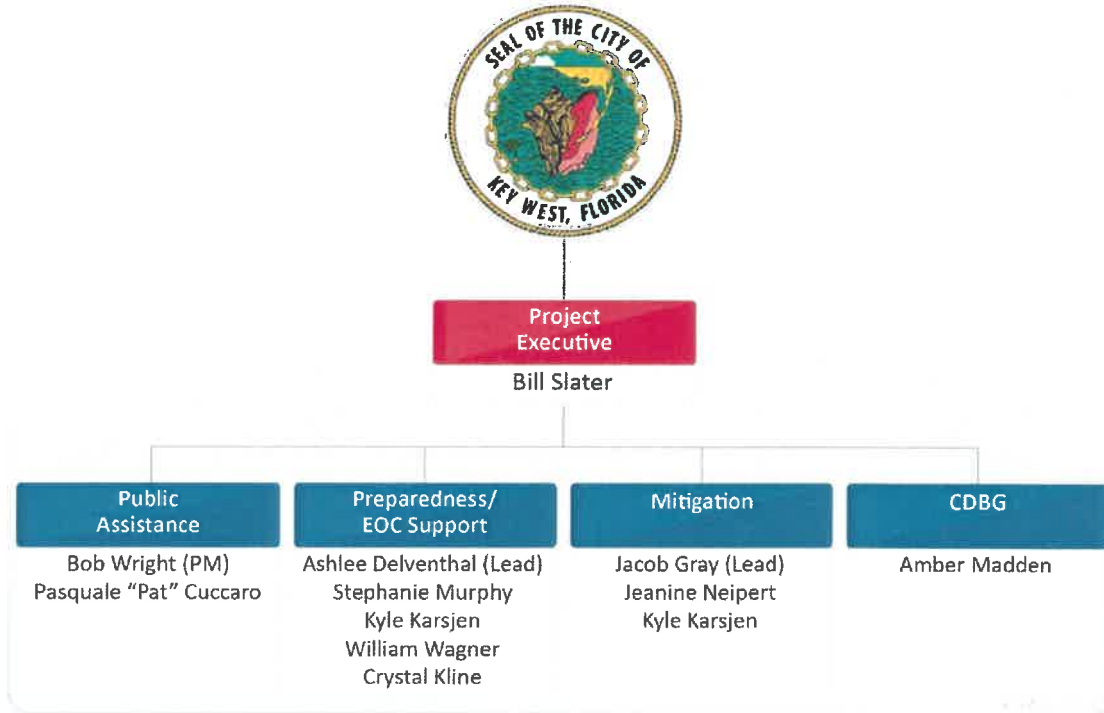 SEAL OF THE CITY OF
KEY WEST, FLORIDA
Project
Executive
Bill Slater
Public
Assistance
Bob Wright (PM)
Pasquale "Pat" Cuccaro
Preparedness/
EOC Support
Ashlee Delventhal (Lead)
Stephanie Murphy
Kyle Karsjen
William Wagner
Crystal Kline
Mitigation
Jacob Gray (Lead)
Jeanine Neipert
Kyle Karsjen
CDBG
Amber Madden